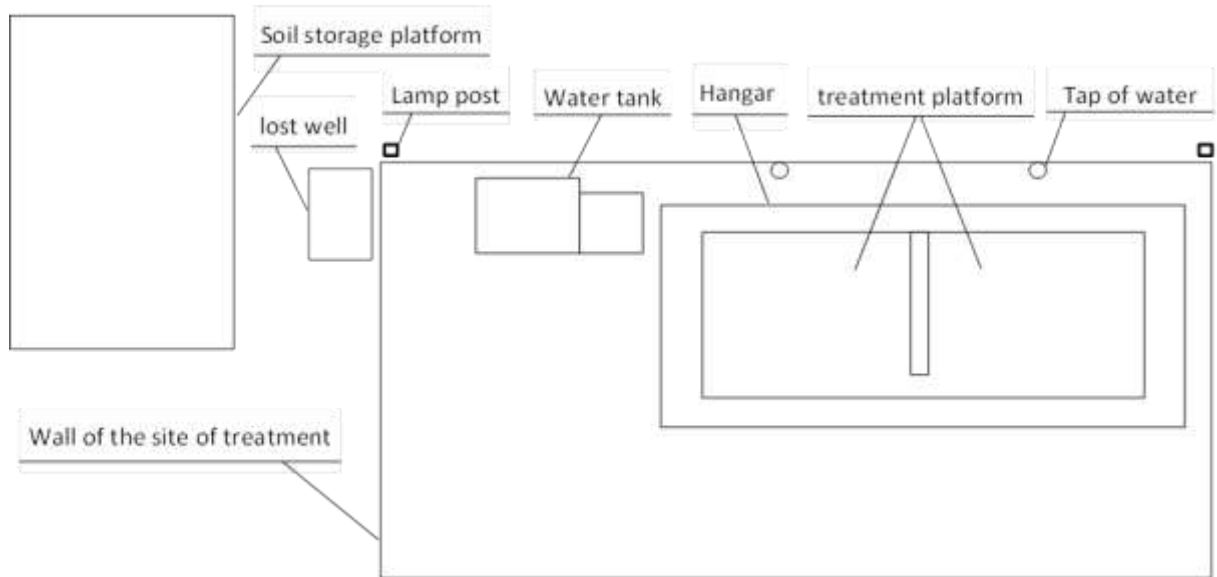 Soil storage platform
Lamp post
Water tank
Hangar
treatment platform
Tap of water
lost well
Wall of the site of treatment